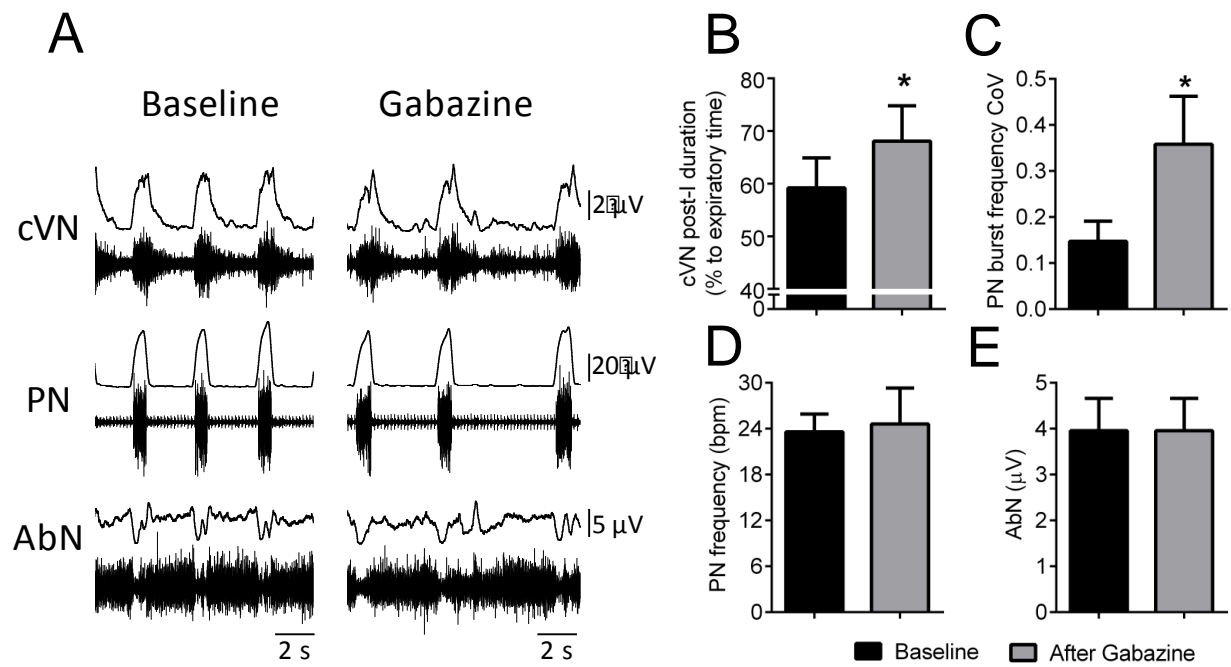 A
Baseline
Gabazine
cVN
2 μV
PN
20 μV
AbN
5 μV
2 s
2 s
B
cVN post-I duration
(% to expiratory time)
80
70
60
50
40
0
*
C
PN burst frequency CoV
0.5
0.4
0.3
0.2
0.1
0.0
*
D
PN frequency (bpm)
30
24
18
12
6
0
E
AbN (μV)
5
4
3
2
1
0
Baseline
After Gabazine